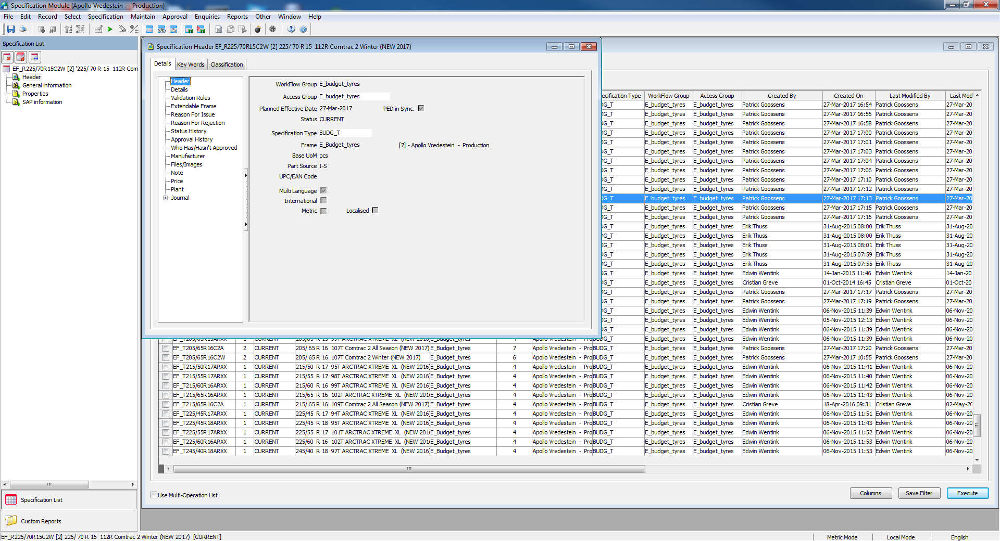 Specification Module (Apollo Vredestein - Production)
File Edit Record Select Specification Maintain Approval Enquiries Reports Other Window Help
Specification List
EF_R225/70R15C2W [2] '225/ 70 R 15 112R Com
Header
General information
Properties
SAP information
Specification List
Custom Reports
Specification Header EF_R225/70R15C2W [2] 225/ 70 R 15 112R Comtrac 2 Winter (NEW 2017)
Details Key Words Classification
Header
Details
Validation Rules
Extendable Frame
Reason For Issue
Reason For Rejection
Status History
Approval History
Who Has/Hasn't Approved
Manufacturer
Files/Images
Note
Price
Plant
Journal
WorkFlow Group E_budget_tyres
Access Group E_budget_tyres
Planned Effective Date 27-Mar-2017 PED in Sync.
Status CURRENT
Specification Type BUDG_T
Frame E_Budget_tyres [7] - Apollo Vredestein - Production
Base UoM pcs
Part Source I-S
UPC/EAN Code
Multi Language
International
Metric Localised
ecification Type WorkFlow Group Access Group Created By Created On Last Modified By Last Mod
DG_T E_budget_tyres E_budget_tyres Patrick Goossens 27-Mar-2017 16:54 Patrick Goossens 27-Mar-20
DG_T E_budget_tyres E_budget_tyres Patrick Goossens 27-Mar-2017 16:56 Patrick Goossens 27-Mar-20
DG_T E_budget_tyres E_budget_tyres Patrick Goossens 27-Mar-2017 16:58 Patrick Goossens 27-Mar-20
DG_T E_budget_tyres E_budget_tyres Patrick Goossens 27-Mar-2017 17:00 Patrick Goossens 27-Mar-20
DG_T E_budget_tyres E_budget_tyres Patrick Goossens 27-Mar-2017 17:01 Patrick Goossens 27-Mar-20
DG_T E_budget_tyres E_budget_tyres Patrick Goossens 27-Mar-2017 17:03 Patrick Goossens 27-Mar-20
DG_T E_budget_tyres E_budget_tyres Patrick Goossens 27-Mar-2017 17:04 Patrick Goossens 27-Mar-20
DG_T E_budget_tyres E_budget_tyres Patrick Goossens 27-Mar-2017 17:06 Patrick Goossens 27-Mar-20
DG_T E_budget_tyres E_budget_tyres Patrick Goossens 27-Mar-2017 17:10 Patrick Goossens 27-Mar-20
DG_T E_budget_tyres E_budget_tyres Patrick Goossens 27-Mar-2017 17:12 Patrick Goossens 27-Mar-20
DG_T E_budget_tyres E_budget_tyres Patrick Goossens 27-Mar-2017 17:13 Patrick Goossens 27-Mar-20
DG_T E_budget_tyres E_budget_tyres Patrick Goossens 27-Mar-2017 17:15 Patrick Goossens 27-Mar-20
DG_T E_budget_tyres E_budget_tyres Patrick Goossens 27-Mar-2017 17:16 Patrick Goossens 27-Mar-20
DG_T E_budget_tyres E_budget_tyres Erik Thuss 31-Aug-2015 08:00 Erik Thuss 31-Aug-20
DG_T E_budget_tyres E_budget_tyres Erik Thuss 31-Aug-2015 08:00 Erik Thuss 31-Aug-20
DG_T E_budget_tyres E_budget_tyres Erik Thuss 31-Aug-2015 08:01 Erik Thuss 31-Aug-20
DG_T E_budget_tyres E_budget_tyres Erik Thuss 31-Aug-2015 07:59 Erik Thuss 31-Aug-20
DG_T E_budget_tyres E_budget_tyres Erik Thuss 31-Aug-2015 07:55 Erik Thuss 31-Aug-20
DG_T E_budget_tyres E_budget_tyres Edwin Wentink 14-Jan-2015 11:46 Edwin Wentink 14-Jan-20
DG_T E_budget_tyres E_budget_tyres Cristian Greve 01-Oct-2014 16:45 Cristian Greve 01-Oct-20
DG_T E_budget_tyres E_budget_tyres Patrick Goossens 27-Mar-2017 17:17 Patrick Goossens 27-Mar-20
DG_T E_budget_tyres E_budget_tyres Patrick Goossens 27-Mar-2017 17:19 Patrick Goossens 27-Mar-20
DG_T E_budget_tyres E_budget_tyres Edwin Wentink 06-Nov-2015 11:39 Edwin Wentink 06-Nov-20
DG_T E_budget_tyres E_budget_tyres Edwin Wentink 05-Nov-2015 12:13 Edwin Wentink 06-Nov-20
DG_T E_budget_tyres E_budget_tyres Edwin Wentink 06-Nov-2015 11:39 Edwin Wentink 06-Nov-20
DG_T E_budget_tyres E_budget_tyres Edwin Wentink 06-Nov-2015 11:39 Edwin Wentink 06-Nov-20
EF_T205/65R16C2A 2 CURRENT 205/ 65 R 16 107T Comtrac 2 All Season (NEW 2017) E_Budget_tyres 7 Apollo Vredestein - Pro BUDG_T E_budget_tyres E_budget_tyres Patrick Goossens 27-Mar-2017 17:20 Patrick Goossens 27-Mar-20
EF_T205/65R16C2W 2 CURRENT 205/ 65 R 16 107T Comtrac 2 Winter (NEW 2017) E_Budget_tyres 6 Apollo Vredestein - Pro BUDG_T E_budget_tyres E_budget_tyres Patrick Goossens 27-Mar-2017 10:55 Patrick Goossens 27-Mar-20
EF_T215/50R17ARXX 1 CURRENT 215/50 R 17 95T ARCTRAC XTREME XL (NEW 2016 E_Budget_tyres 4 Apollo Vredestein - Pro BUDG_T E_budget_tyres E_budget_tyres Edwin Wentink 06-Nov-2015 11:41 Edwin Wentink 06-Nov-20
EF_T215/55R17ARXX 1 CURRENT 215/55 R 17 98T ARCTRAC XTREME XL (NEW 2016 E_Budget_tyres 4 Apollo Vredestein - Pro BUDG_T E_budget_tyres E_budget_tyres Edwin Wentink 06-Nov-2015 11:40 Edwin Wentink 06-Nov-20
EF_T215/60R16ARXX 1 CURRENT 215/60 R 16 99T ARCTRAC XTREME XL (NEW 2016 E_Budget_tyres 4 Apollo Vredestein - Pro BUDG_T E_budget_tyres E_budget_tyres Edwin Wentink 06-Nov-2015 11:42 Edwin Wentink 06-Nov-20
EF_T215/65R16ARXX 1 CURRENT 215/65 R 16 102T ARCTRAC XTREME XL (NEW 201 E_Budget_tyres 4 Apollo Vredestein - Pro BUDG_T E_budget_tyres E_budget_tyres Edwin Wentink 06-Nov-2015 11:43 Edwin Wentink 06-Nov-20
EF_T215/65R16C2A 1 CURRENT 215/ 65 R 16 109T Comtrac 2 All Season (NEW 2017) E_Budget_tyres 4 Apollo Vredestein - Pro BUDG_T E_budget_tyres E_budget_tyres Cristian Greve 18-Apr-2016 09:31 Cristian Greve 02-May-20
EF_T225/45R17ARXX 1 CURRENT 225/45 R 17 94T ARCTRAC XTREME XL (NEW 2016 E_Budget_tyres 4 Apollo Vredestein - Pro BUDG_T E_budget_tyres E_budget_tyres Edwin Wentink 06-Nov-2015 11:51 Edwin Wentink 06-Nov-20
EF_T225/45R18ARXX 1 CURRENT 225/45 R 18 95T ARCTRAC XTREME XL (NEW 2016 E_Budget_tyres 4 Apollo Vredestein - Pro BUDG_T E_budget_tyres E_budget_tyres Edwin Wentink 06-Nov-2015 11:43 Edwin Wentink 06-Nov-20
EF_T225/55R17ARXX 1 CURRENT 225/55 R 17 101T ARCTRAC XTREME XL (NEW 201 E_Budget_tyres 4 Apollo Vredestein - Pro BUDG_T E_budget_tyres E_budget_tyres Edwin Wentink 06-Nov-2015 11:52 Edwin Wentink 06-Nov-20
EF_T225/60R16ARXX 1 CURRENT 225/60 R 16 102T ARCTRAC XTREME XL (NEW 201 E_Budget_tyres 4 Apollo Vredestein - Pro BUDG_T E_budget_tyres E_budget_tyres Edwin Wentink 06-Nov-2015 11:53 Edwin Wentink 06-Nov-20
EF_T245/40R18ARXX 1 CURRENT 245/40 R 18 97T ARCTRAC XTREME XL (NEW 2016 E_Budget_tyres 4 Apollo Vredestein - Pro BUDG_T E_budget_tyres E_budget_tyres Edwin Wentink 06-Nov-2015 11:53 Edwin Wentink 06-Nov-20
Use Multi-Operation List Columns Save Filter Execute
EF_R225/70R15C2W [2] 225/ 70 R 15 112R Comtrac 2 Winter (NEW 2017) [CURRENT] Metric Mode Local Mode English